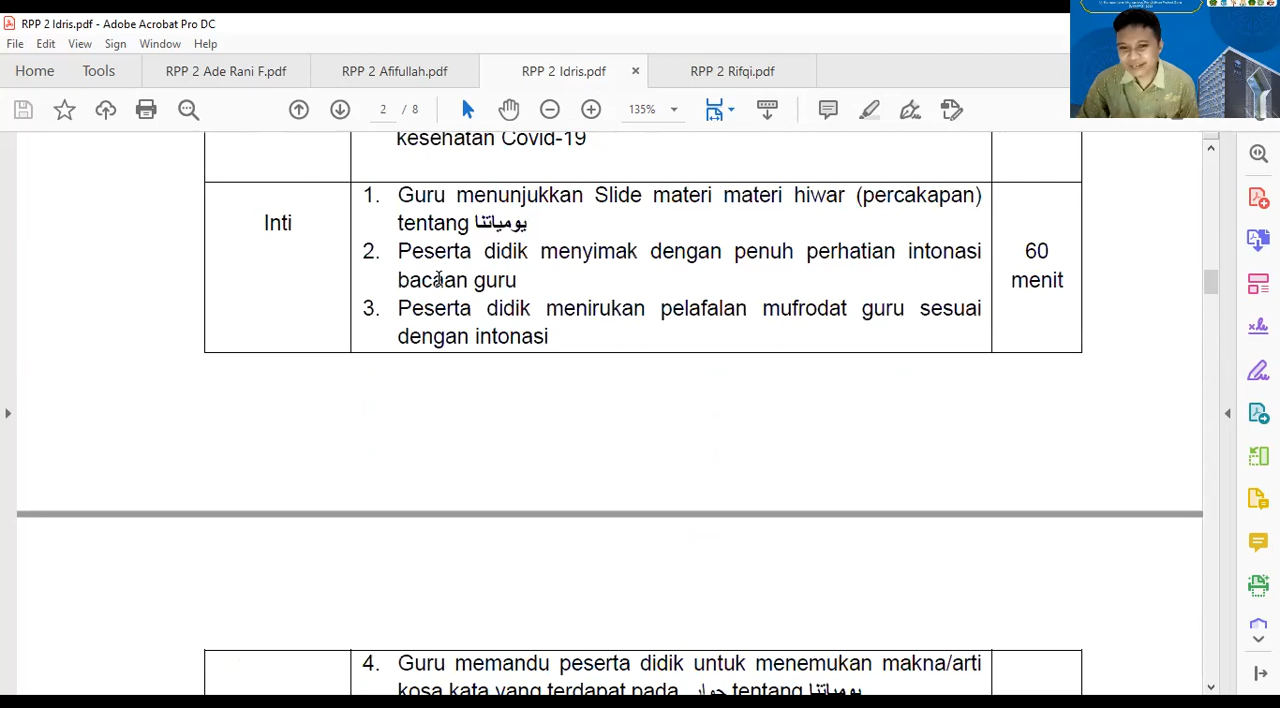 RPP 2 Idris.pdf - Adobe Acrobat Pro DC
File Edit View Sign Window Help
Home Tools RPP 2 Ade Rani F.pdf RPP 2 Afifullah.pdf RPP 2 Idris.pdf × RPP 2 Rifqi.pdf
2 / 8 135%
kesehatan Covid-19
Inti
1. Guru menunjukkan Slide materi materi hiwar (percakapan)
tentang يومياتنا
2. Peserta didik menyimak dengan penuh perhatian intonasi
bacaan guru
3. Peserta didik menirukan pelafalan mufrodat guru sesuai
dengan intonasi
60
menit
4. Guru memandu peserta didik untuk menemukan makna/arti
kosa kata yang terdapat pada حوار tentang يومياتنا